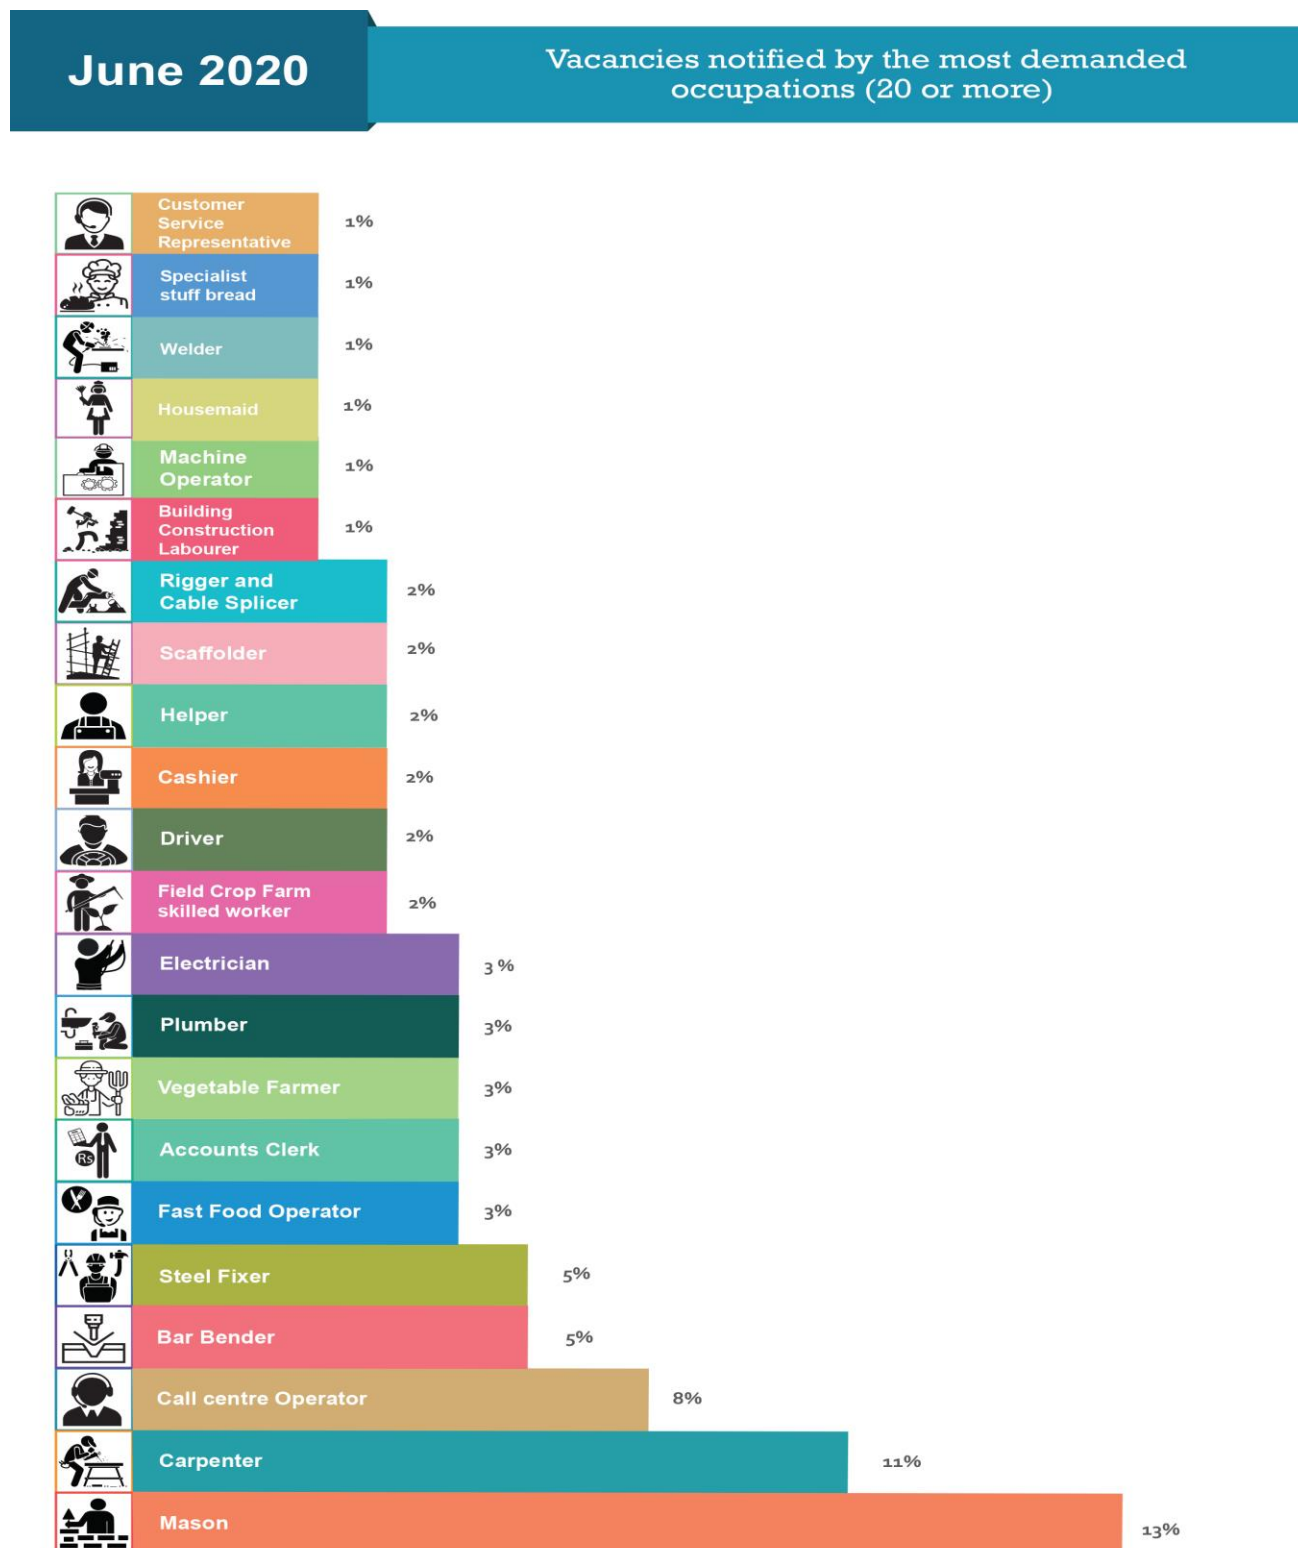 June 2020
Vacancies notified by the most demanded
occupations (20 or more)
Customer
Service
Representative
1%
Specialist
stuff bread
1%
Welder
1%
Housemaid
1%
Machine
Operator
1%
Building
Construction
Labourer
1%
Rigger and
Cable Splicer
2%
Scaffolder
2%
Helper
2%
Cashier
2%
Driver
2%
Field Crop Farm
skilled worker
2%
Electrician
3 %
Plumber
3%
Vegetable Farmer
3%
Rs
Accounts Clerk
3%
Fast Food Operator
3%
Steel Fixer
5%
Bar Bender
5%
Call centre Operator
8%
Carpenter
11%
Mason
13%